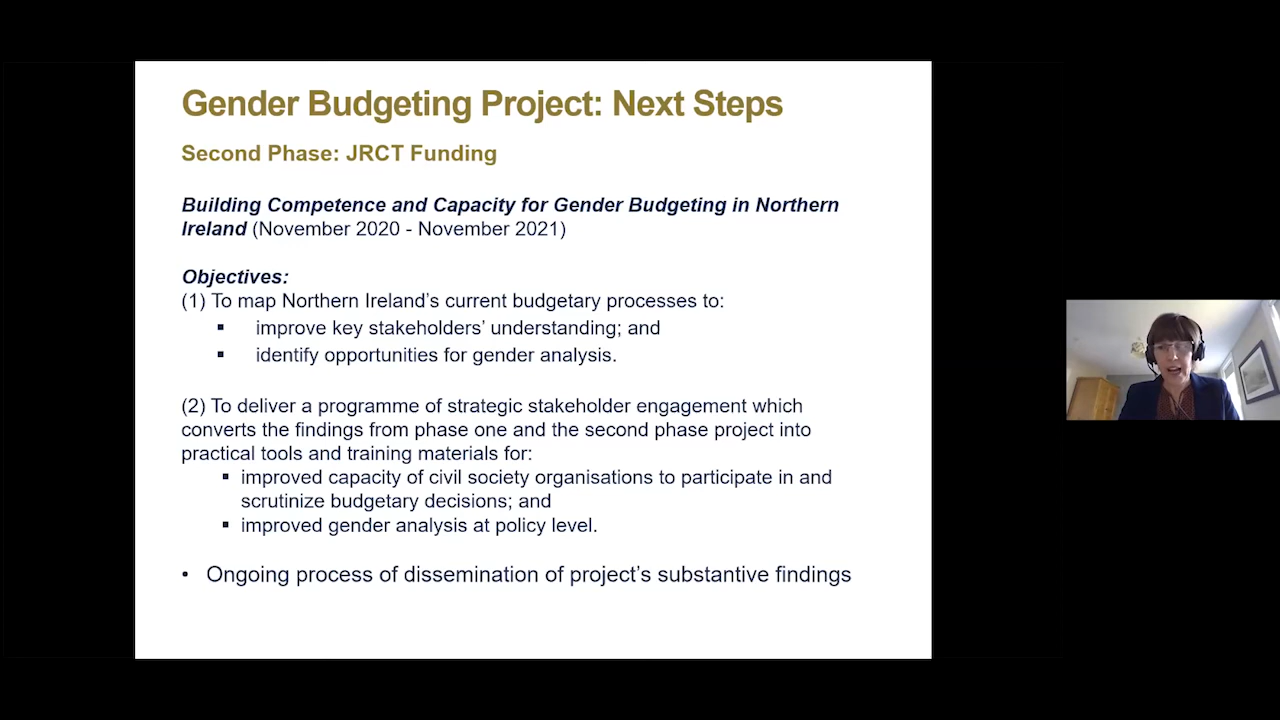 Gender Budgeting Project: Next Steps
Second Phase: JRCT Funding
Building Competence and Capacity for Gender Budgeting in Northern
Ireland (November 2020 - November 2021)
Objectives:
(1) To map Northern Ireland's current budgetary processes to:
▪ improve key stakeholders' understanding; and
▪ identify opportunities for gender analysis.
(2) To deliver a programme of strategic stakeholder engagement which
converts the findings from phase one and the second phase project into
practical tools and training materials for:
▪ improved capacity of civil society organisations to participate in and
scrutinize budgetary decisions; and
▪ improved gender analysis at policy level.
• Ongoing process of dissemination of project's substantive findings